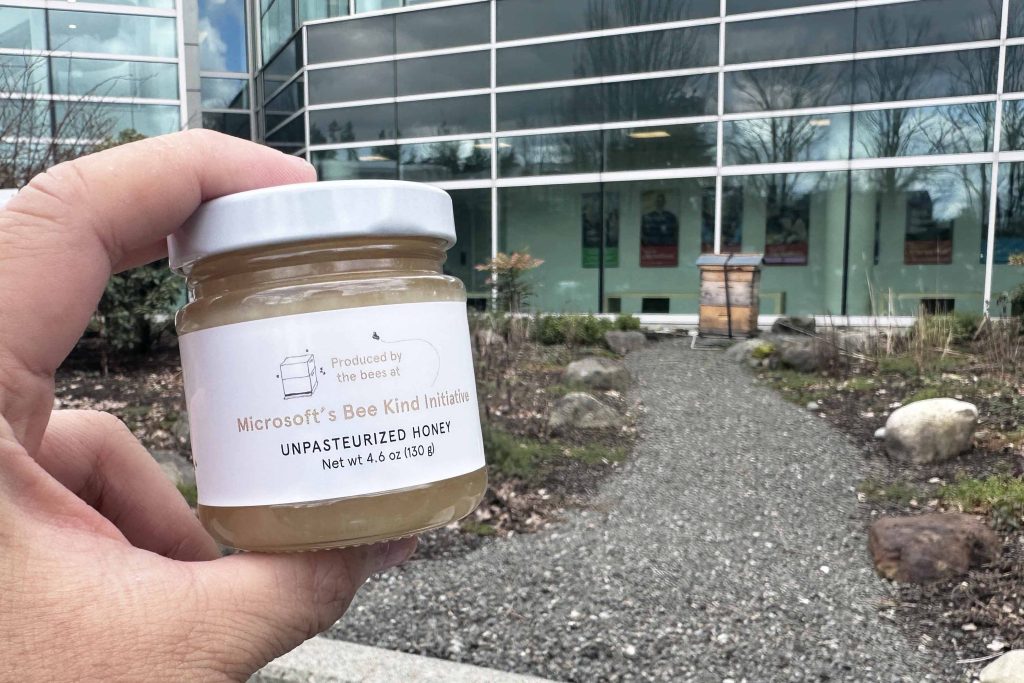 Produced by
the bees at
Microsoft's Bee Kind Initiative
UNPASTEURIZED HONEY
Net wt 4.6 oz (130 g)